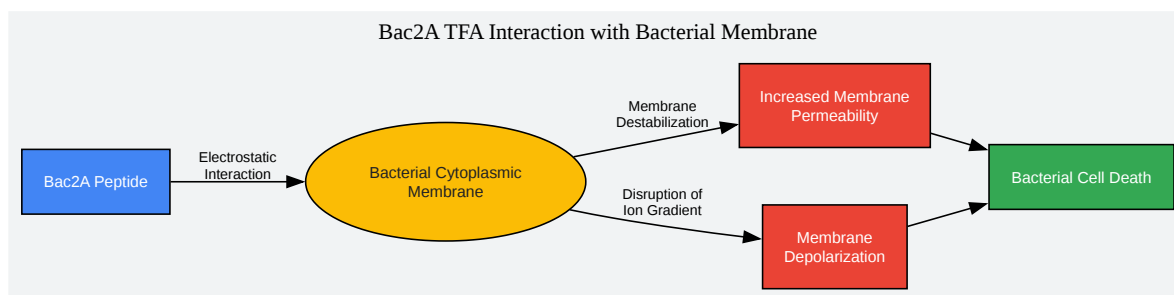 Bac2A TFA Interaction with Bacterial Membrane
Bac2A Peptide
Electrostatic
Interaction
Bacterial Cytoplasmic
Membrane
Membrane
Destabilization
Increased Membrane
Permeability
Disruption of
Ion Gradient
Membrane
Depolarization
Bacterial Cell Death